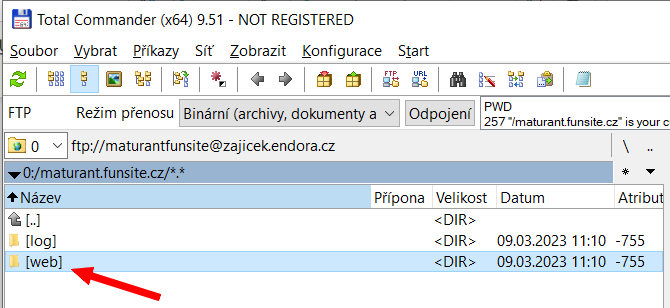 Total Commander (x64) 9.51 - NOT REGISTERED
Soubor Vybrat Příkazy Síť Zobrazit Konfigurace Start
FTP URL
FTP Režim přenosu Binární (archivy, dokumenty a Odpojení PWD
257 "/maturant.funsite.cz" is your c
0 ftp://maturantfunsite@zajicek.endora.cz \ ..
0:/maturant.funsite.cz/*.* *
Název Přípona Velikost Datum Atribut
[..] <DIR>
[log] <DIR> 09.03.2023 11:10 -755
[web] <DIR> 09.03.2023 11:10 -755